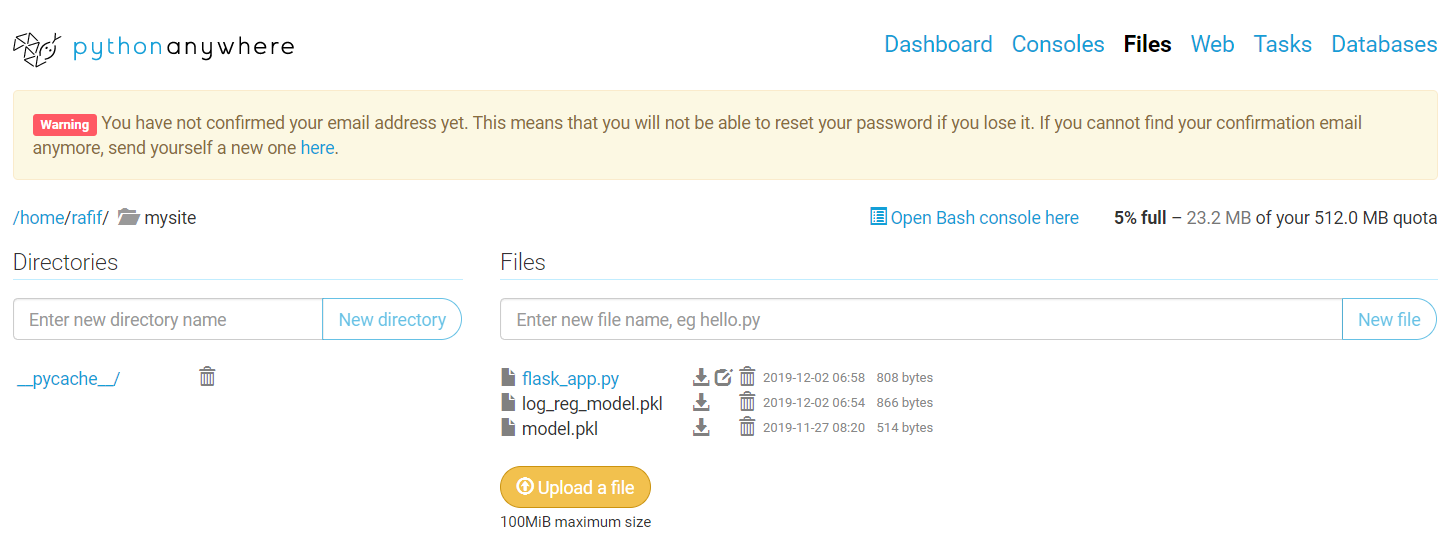 pythonanywhere
Dashboard Consoles Files Web Tasks Databases
Warning You have not confirmed your email address yet. This means that you will not be able to reset your password if you lose it. If you cannot find your confirmation email
anymore, send yourself a new one here.
/home/rafif/ mysite
Open Bash console here 5% full – 23.2 MB of your 512.0 MB quota
Directories
Enter new directory name New directory
__pycache__/
Files
Enter new file name, eg hello.py New file
flask_app.py 2019-12-02 06:58 808 bytes
log_reg_model.pkl 2019-12-02 06:54 866 bytes
model.pkl 2019-11-27 08:20 514 bytes
Upload a file
100MiB maximum size